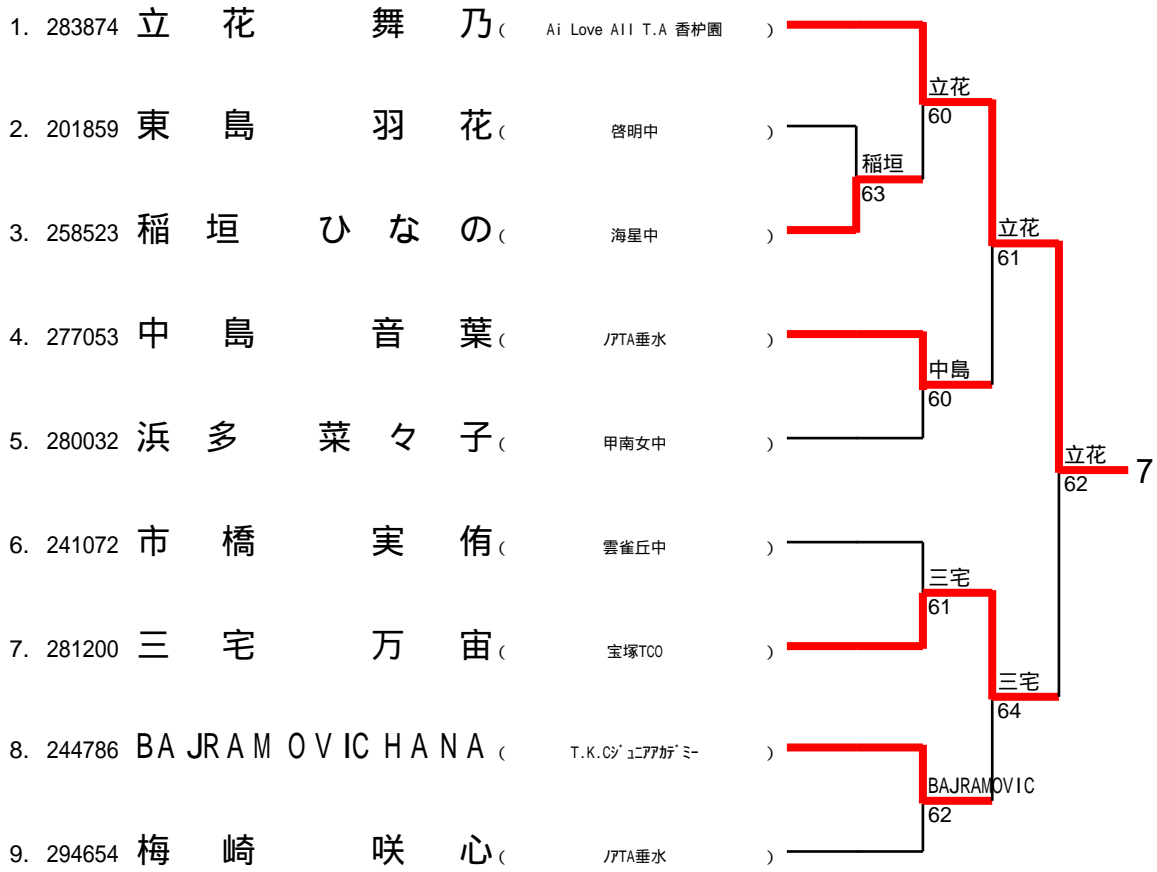 1. 283874 立花 舞乃 ( Ai Love All T.A 香枦園 )
立花
60
2. 201859 東島 羽花 ( 啓明中 )
稲垣
63
3. 258523 稲垣 ひなの ( 海星中 )
立花
61
4. 277053 中島 音葉 ( ﾉｱTA垂水 )
中島
60
5. 280032 浜多 菜々子 ( 甲南女中 )
立花
62
7
6. 241072 市橋 実侑 ( 雲雀丘中 )
三宅
61
7. 281200 三宅 万宙 ( 宝塚TCO )
三宅
64
8. 244786 BAJRAMOVIC HANA ( T.K.Cｼﾞｭﾆｱｱｶﾃﾞﾐｰ )
BAJRAMOVIC
62
9. 294654 梅崎 咲心 ( ﾉｱTA垂水 )